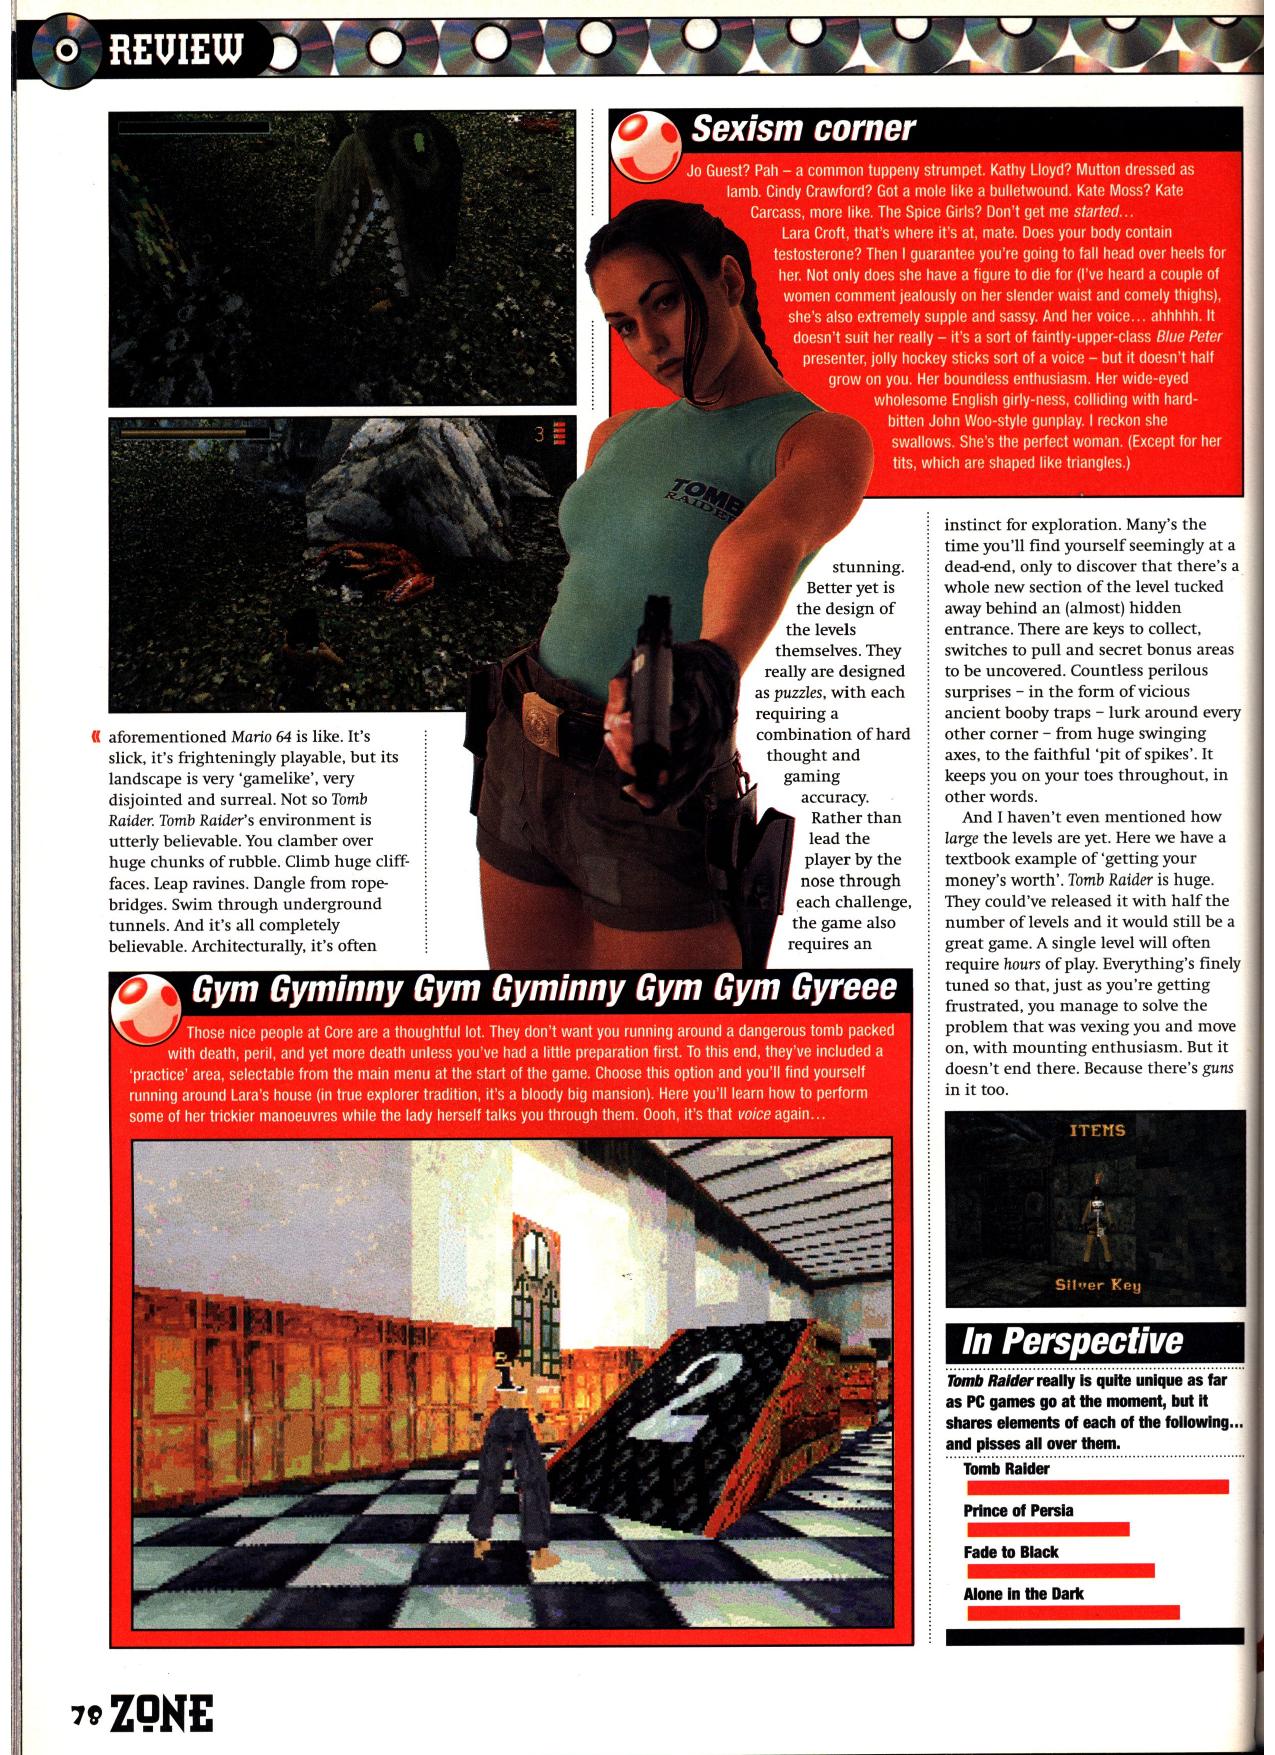 REVIEW
Sexism corner
Jo Guest? Pah – a common tuppeny strumpet. Kathy Lloyd? Mutton dressed as
lamb. Cindy Crawford? Got a mole like a bulletwound. Kate Moss? Kate
Carcass, more like. The Spice Girls? Don't get me started...
Lara Croft, that's where it's at, mate. Does your body contain
testosterone? Then I guarantee you're going to fall head over heels for
her. Not only does she have a figure to die for (I've heard a couple of
women comment jealously on her slender waist and comely thighs),
she's also extremely supple and sassy. And her voice... ahhhhh. It
doesn't suit her really – it's a sort of faintly-upper-class Blue Peter
presenter, jolly hockey sticks sort of a voice – but it doesn't half
grow on you. Her boundless enthusiasm. Her wide-eyed
wholesome English girly-ness, colliding with hard-
bitten John Woo-style gunplay. I reckon she
swallows. She's the perfect woman. (Except for her
tits, which are shaped like triangles.)
3
TOMB
RAIDER
« aforementioned Mario 64 is like. It's
slick, it's frighteningly playable, but its
landscape is very 'gamelike', very
disjointed and surreal. Not so Tomb
Raider. Tomb Raider's environment is
utterly believable. You clamber over
huge chunks of rubble. Climb huge cliff-
faces. Leap ravines. Dangle from rope-
bridges. Swim through underground
tunnels. And it's all completely
believable. Architecturally, it's often
stunning.
Better yet is
the design of
the levels
themselves. They
really are designed
as puzzles, with each
requiring a
combination of hard
thought and
gaming
accuracy.
Rather than
lead the
player by the
nose through
each challenge,
the game also
requires an
instinct for exploration. Many's the
time you'll find yourself seemingly at a
dead-end, only to discover that there's a
whole new section of the level tucked
away behind an (almost) hidden
entrance. There are keys to collect,
switches to pull and secret bonus areas
to be uncovered. Countless perilous
surprises – in the form of vicious
ancient booby traps – lurk around every
other corner – from huge swinging
axes, to the faithful 'pit of spikes'. It
keeps you on your toes throughout, in
other words.
And I haven't even mentioned how
large the levels are yet. Here we have a
textbook example of 'getting your
money's worth'. Tomb Raider is huge.
They could've released it with half the
number of levels and it would still be a
great game. A single level will often
require hours of play. Everything's finely
tuned so that, just as you're getting
frustrated, you manage to solve the
problem that was vexing you and move
on, with mounting enthusiasm. But it
doesn't end there. Because there's guns
in it too.
Gym Gyminny Gym Gyminny Gym Gym Gyreee
Those nice people at Core are a thoughtful lot. They don't want you running around a dangerous tomb packed
with death, peril, and yet more death unless you've had a little preparation first. To this end, they've included a
'practice' area, selectable from the main menu at the start of the game. Choose this option and you'll find yourself
running around Lara's house (in true explorer tradition, it's a bloody big mansion). Here you'll learn how to perform
some of her trickier manoeuvres while the lady herself talks you through them. Oooh, it's that voice again...
2
ITEMS
Silver Key
In Perspective
Tomb Raider really is quite unique as far
as PC games go at the moment, but it
shares elements of each of the following...
and pisses all over them.
Tomb Raider
Prince of Persia
Fade to Black
Alone in the Dark
78 ZONE